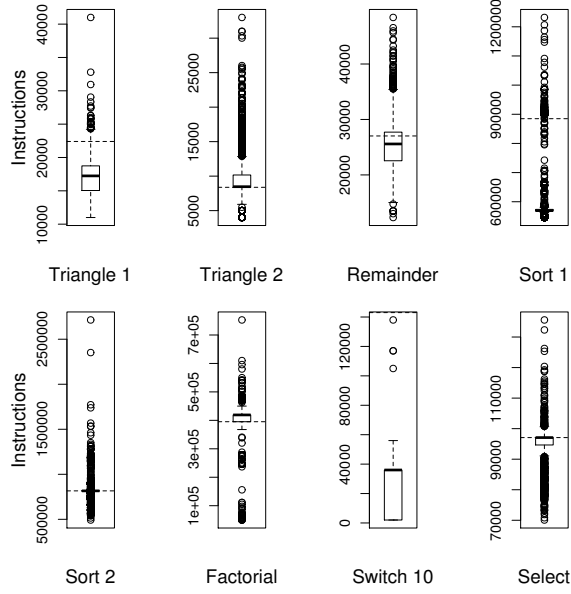 Instructions
10000 20000 30000 40000
5000 15000 25000
20000 30000 40000
600000 900000 1200000
Triangle 1 Triangle 2 Remainder Sort 1
Instructions
500000 1500000 2500000
1e+05 3e+05 5e+05 7e+05
0 40000 80000 120000
70000 90000 110000
Sort 2 Factorial Switch 10 Select